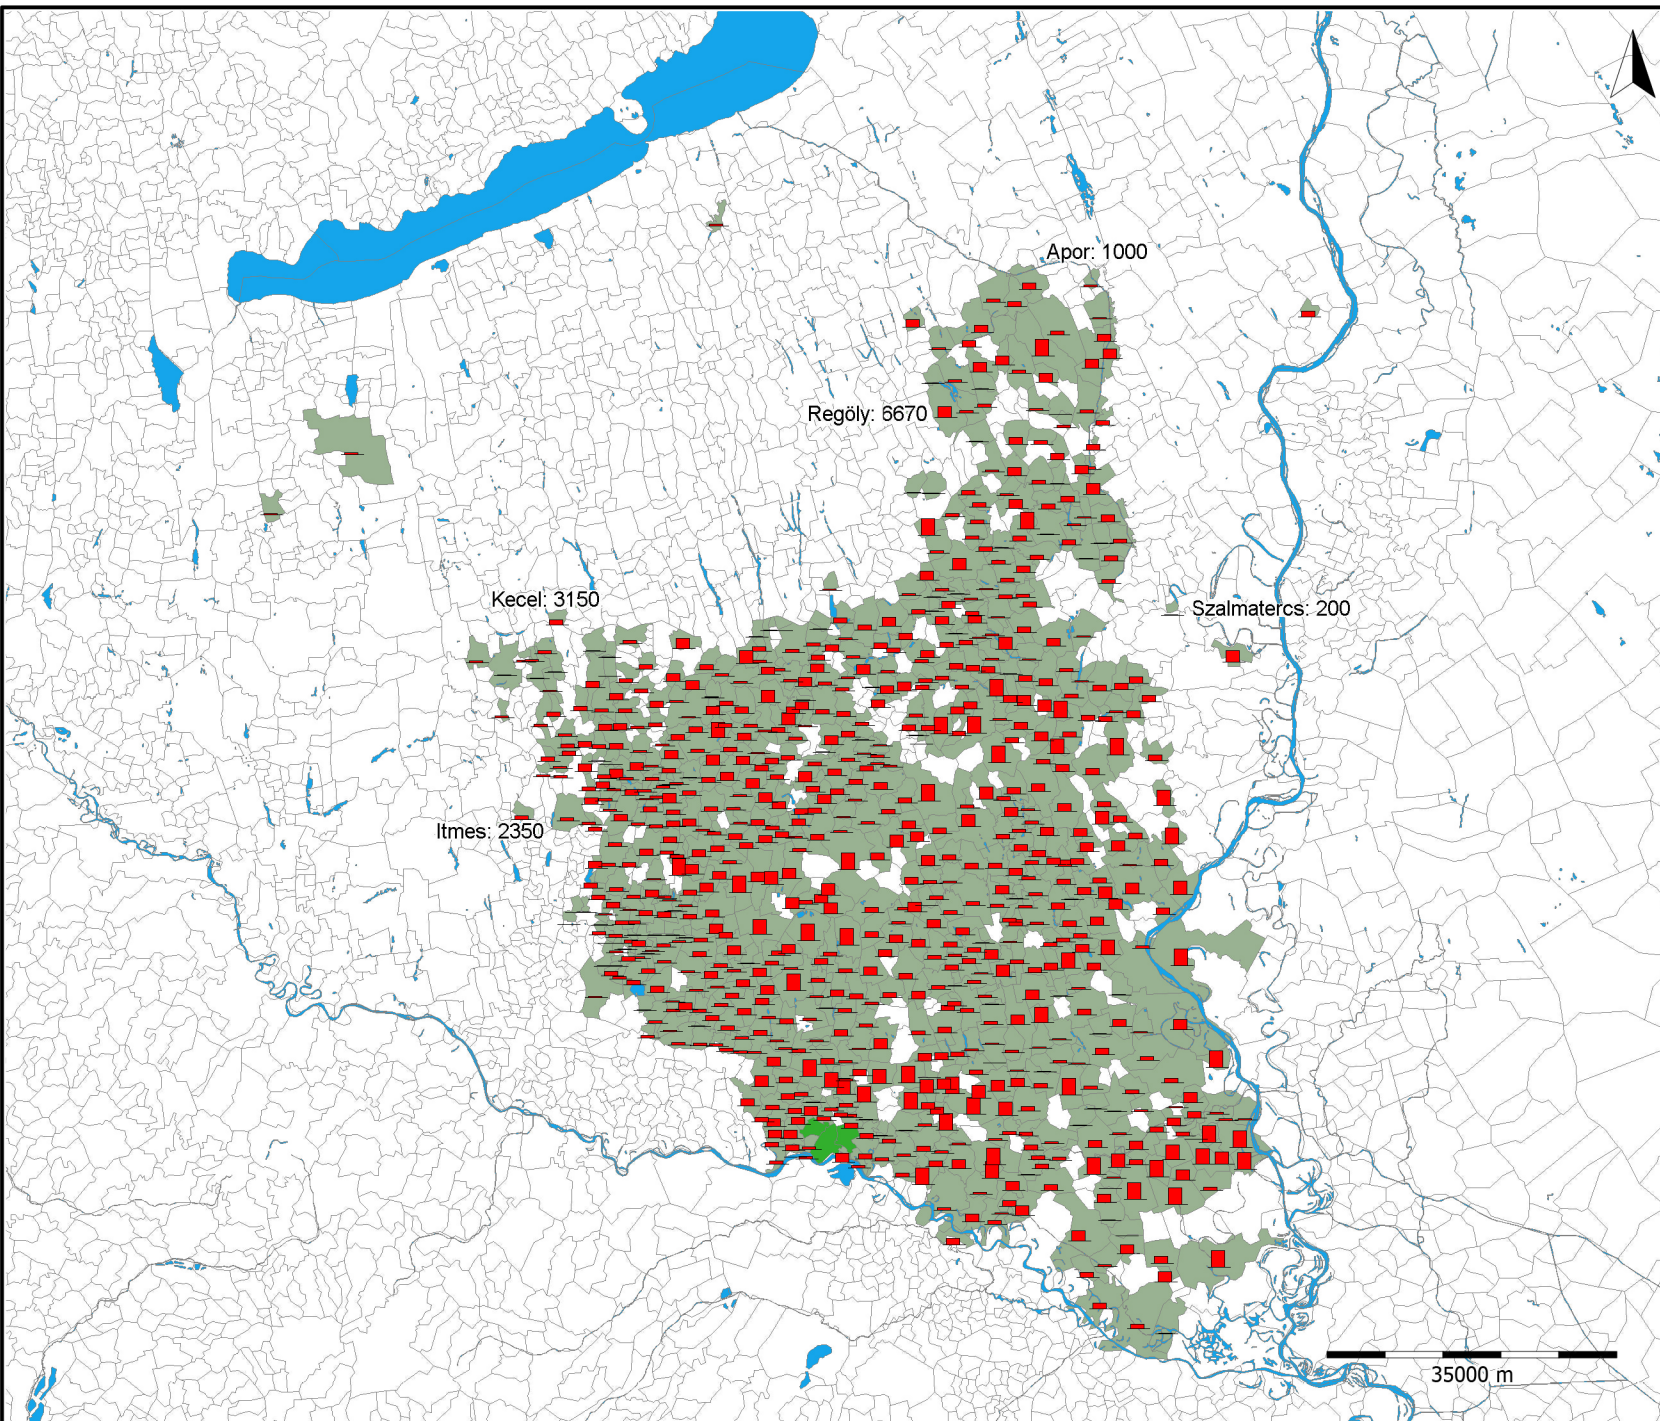 Apor: 1000
Regöly: 6670
Kecel: 3150
Szalmatercs: 200
Itmes: 2350
35000 m